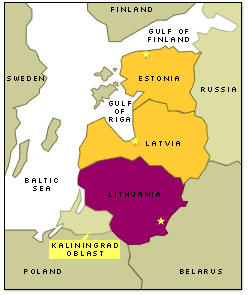 FINLAND
GULF OF
FINLAND
SWEDEN
ESTONIA
RUSSIA
GULF
OF
RIGA
LATVIA
BALTIC
SEA
LITHUANIA
KALININGRAD
OBLAST
POLAND
BELARUS